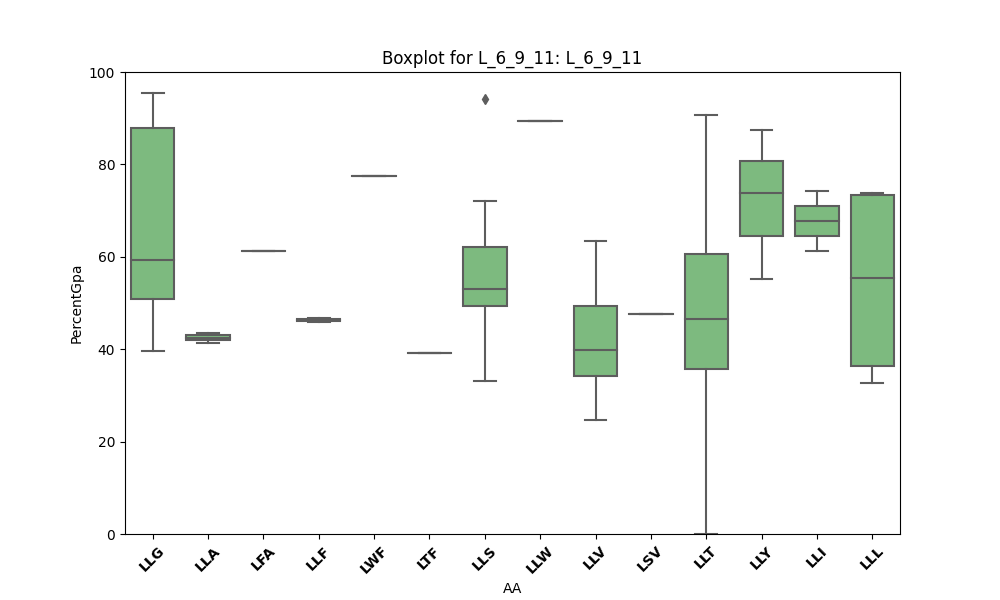 Boxplot for L_6_9_11: L_6_9_11
100
80
60
40
20
0
PercentGpa
LLG LLA LFA LLF LWF LTF LLS LLW LLV LSV LLT LLY LLI LLL
AA